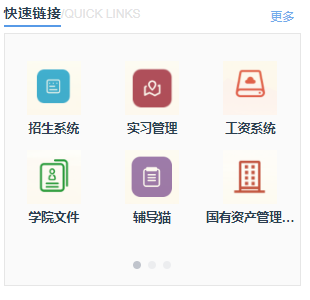 快速链接/QUICK LINKS 更多
招生系统 实习管理 工资系统
学院文件 辅导猫 国有资产管理...